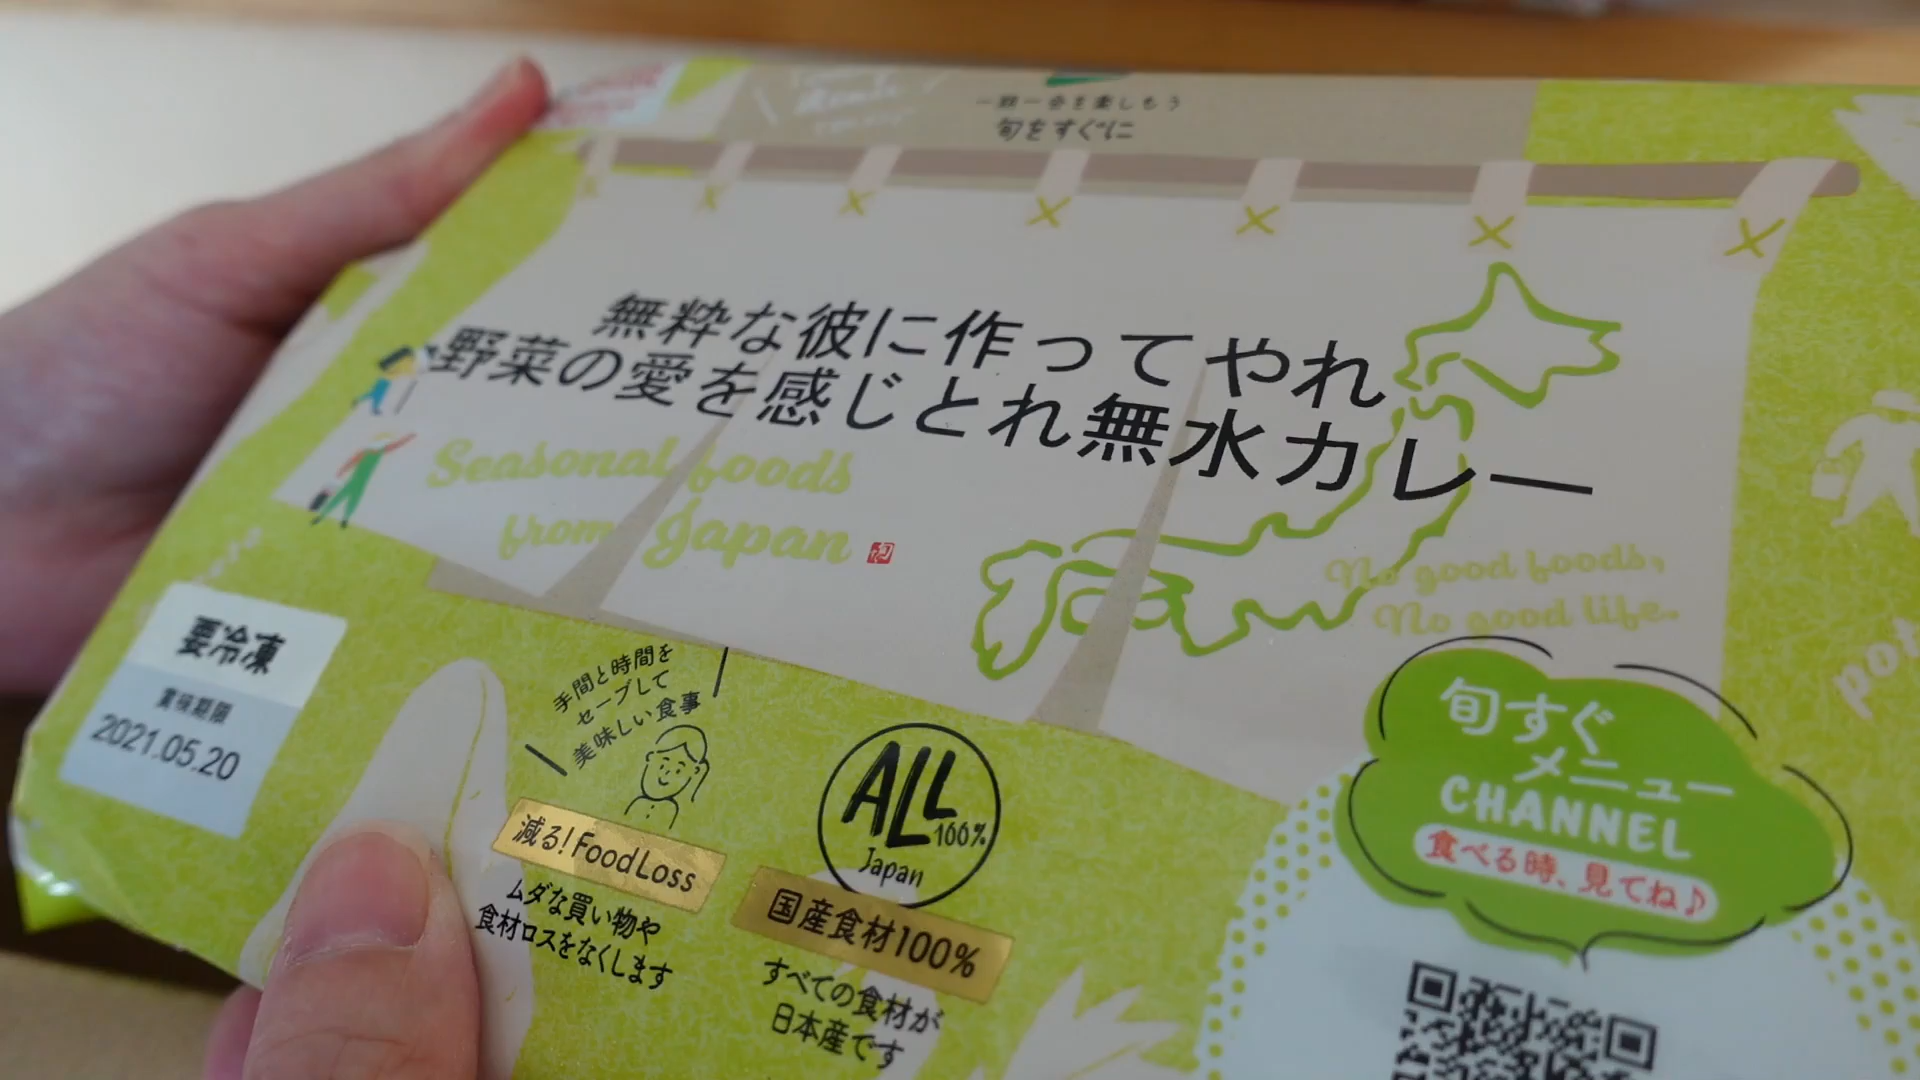 一期一会を楽しもう
旬をすぐに
無粋な彼に作ってやれ
野菜の愛を感じとれ無水カレー
Seasonal foods
from Japan
旬
No good foods,
No good life.
要冷凍
賞味期限
2021.05.20
手間と時間を
セーブして
美味しい食事
減る!FoodLoss
ムダな買い物や
食材ロスをなくします
ALL
100%
Japan
国産食材100%
すべての食材が
日本産です
旬すぐ
メニュー
CHANNEL
食べる時、見てね♪